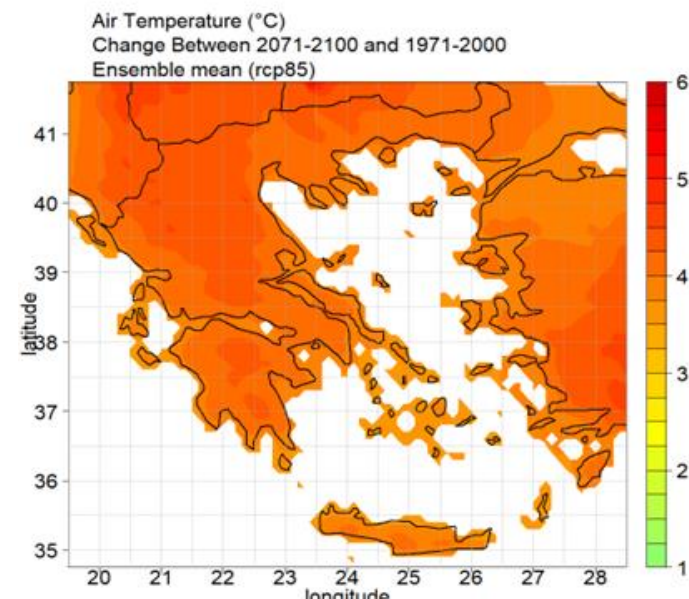 Air Temperature (°C)
Change Between 2071-2100 and 1971-2000
Ensemble mean (rcp85)
6
5
4
3
2
1
latitude
41
40
39
38
37
36
35
20 21 22 23 24 25 26 27 28
longitude